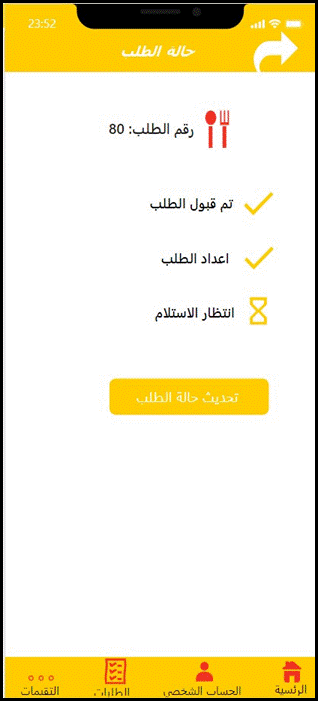 23:52
حالة الطلب
رقم الطلب: 80
تم قبول الطلب
اعداد الطلب
انتظار الاستلام
تحديث حالة الطلب
الرئسية
الحساب الشخصي
الطلبات
التقيمات